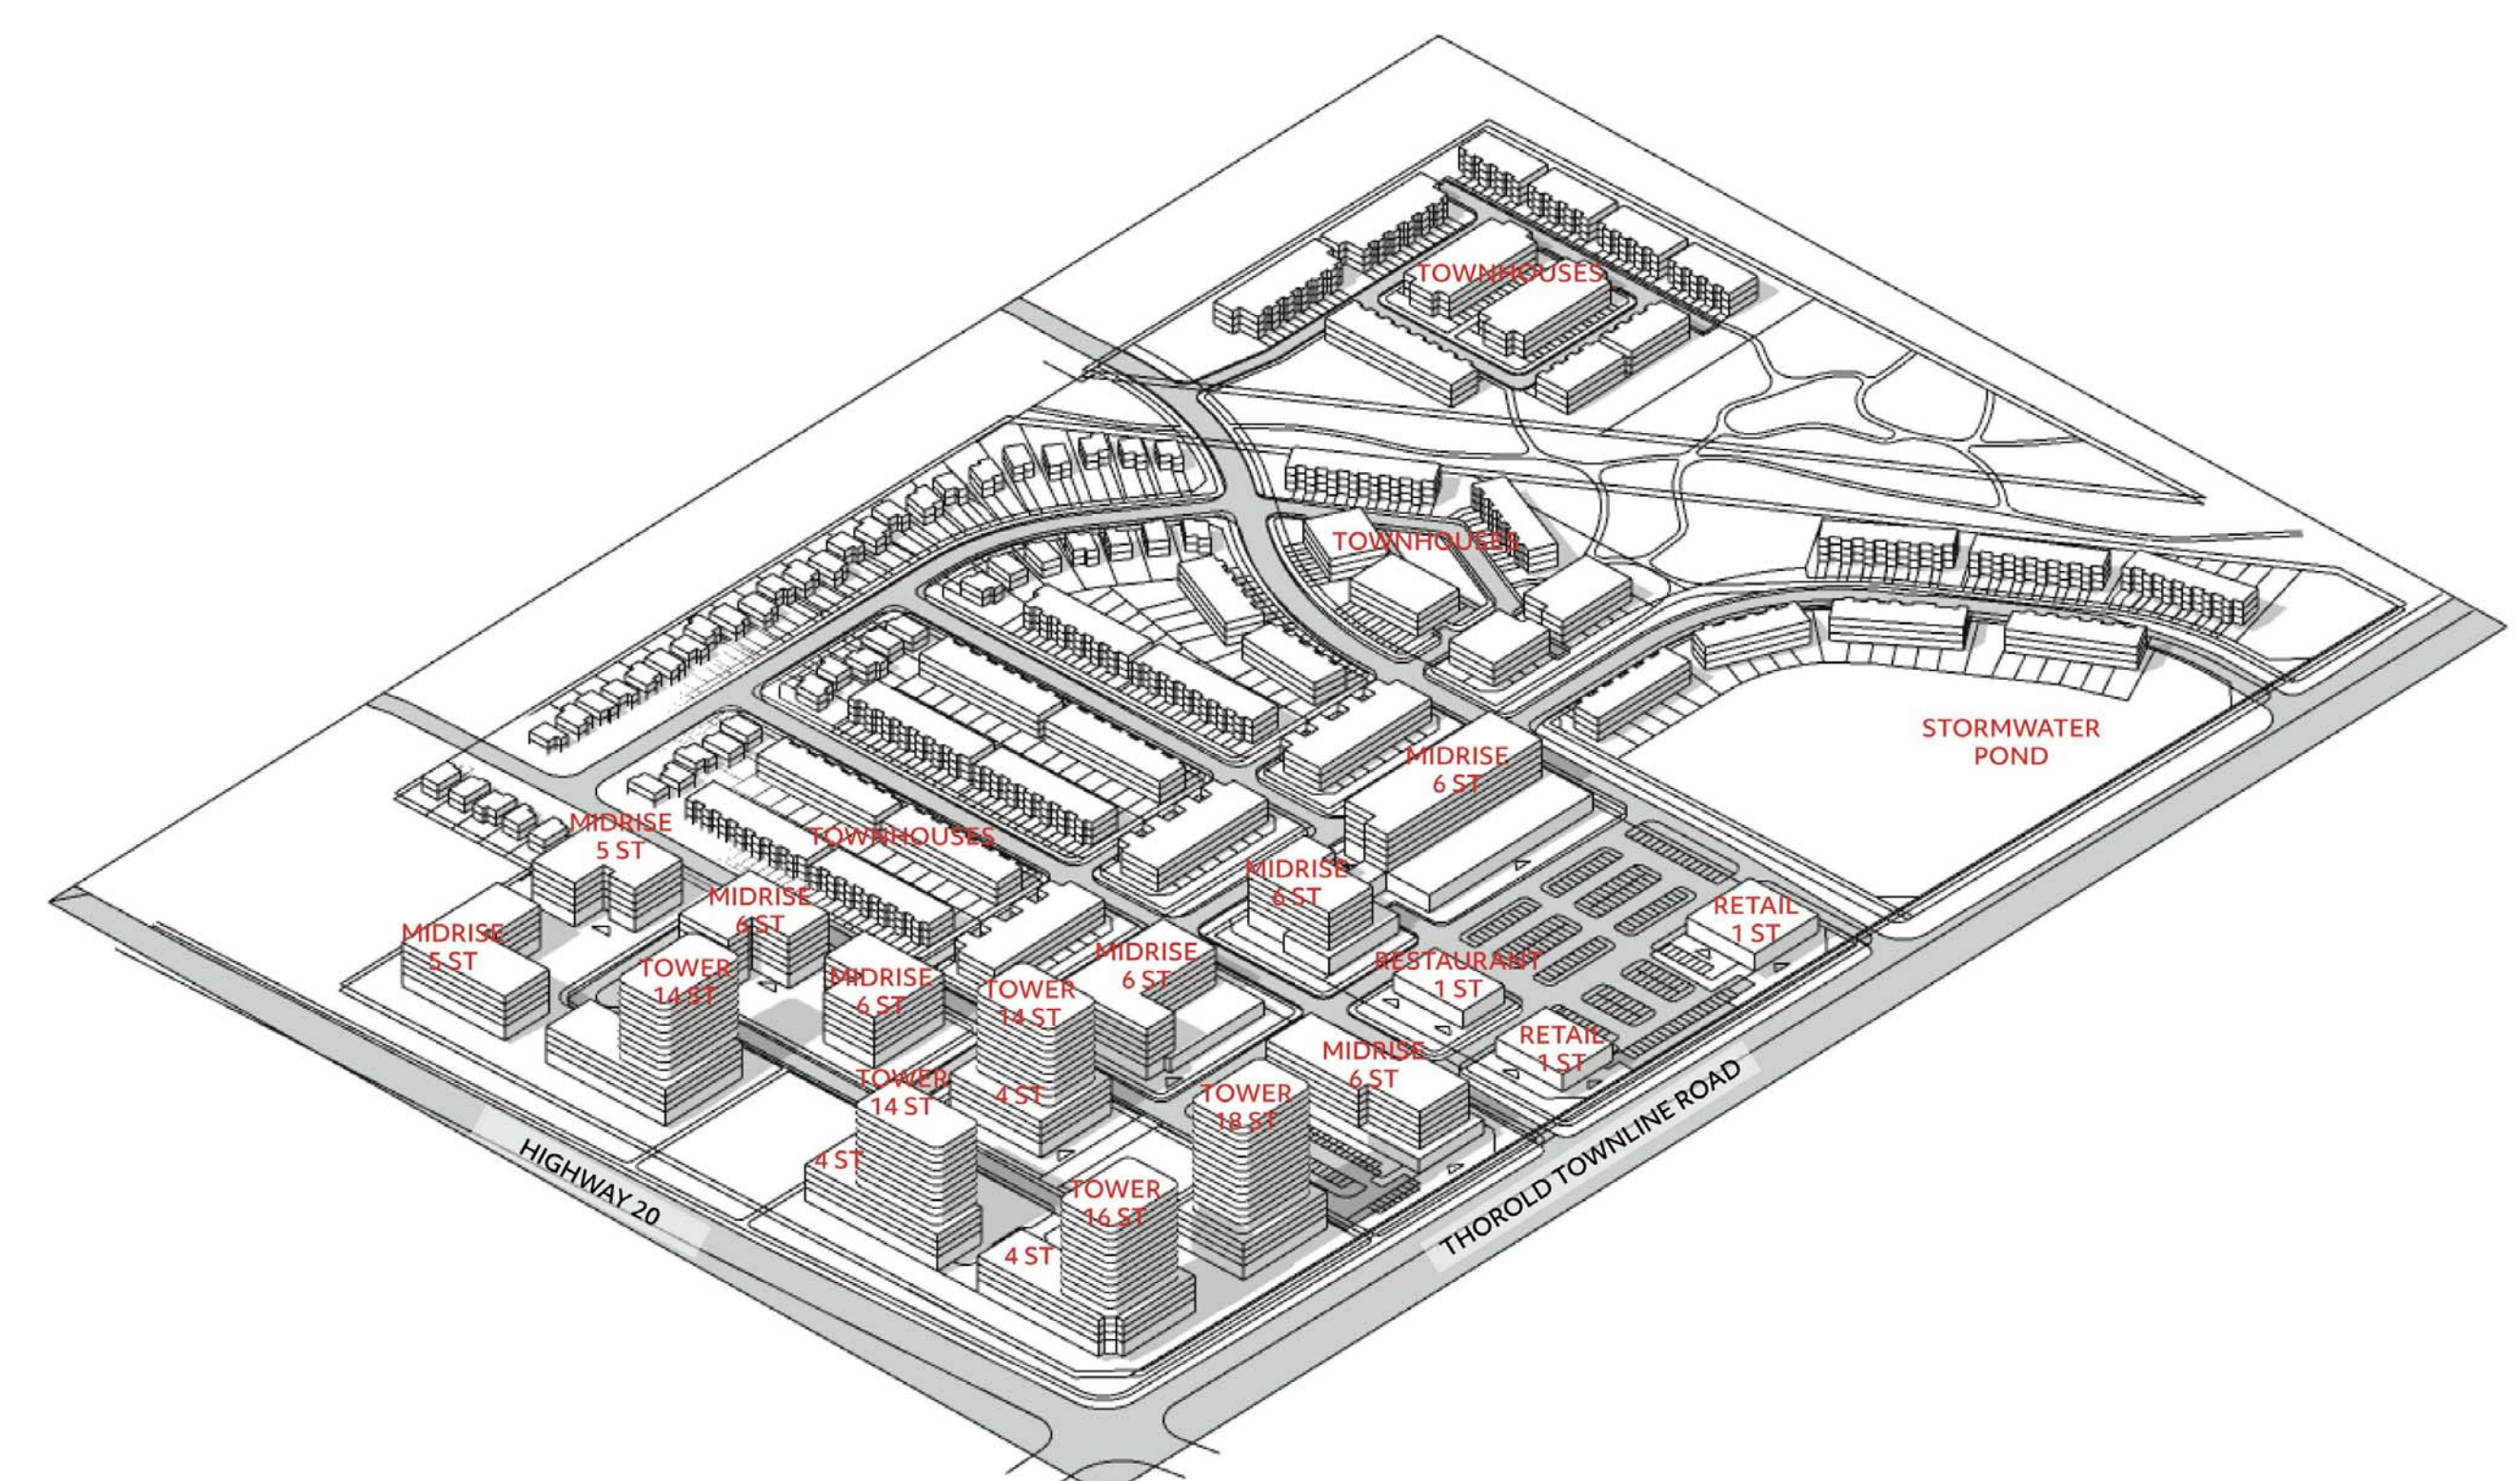 TOWNHOUSES
TOWNHOUSES
STORMWATER
POND
MIDRISE
6 ST
MIDRISE
5 ST
TOWNHOUSES
MIDRISE
6 ST
MIDRISE
6 ST
RETAIL
1 ST
MIDRISE
5 ST
TOWER
14 ST
MIDRISE
6 ST
TOWER
14 ST
MIDRISE
6 ST
RESTAURANT
1 ST
RETAIL
1 ST
MIDRISE
6 ST
TOWER
14 ST
4 ST
TOWER
18 ST
4 ST
TOWER
16 ST
4 ST
HIGHWAY 20
THOROLD TOWNLINE ROAD